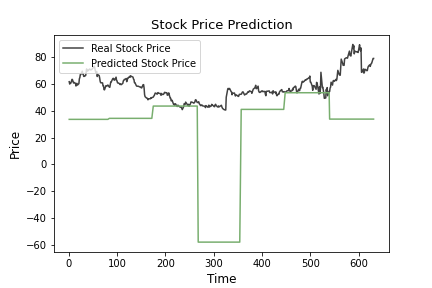 Stock Price Prediction
Real Stock Price
Predicted Stock Price
Price
80
60
40
20
0
−20
−40
−60
0 100 200 300 400 500 600
Time